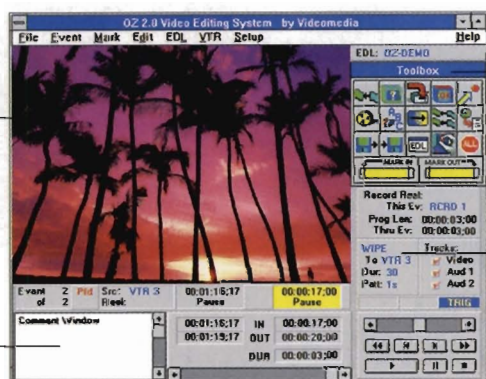 OZ 2.0 Video Editing System by Videomedia
File Event Mark Edit EDL VTR Setup Help
EDL: OZ-DEMO
Toolbox
EDL
ALL
MARK IN MARK OUT
Record Reel:
This Ev: RCRD 1
Prog Len: 00:00:03;00
Thru Ev: 00:00:03;00
WIPE Tracks:
To VTR 3 Video
Dur: 30 Aud 1
Patt: 1s Aud 2
TRIG
Event 2 Src: VTR 3 00:01:16;17 00:00:17;00
of 2 Reel: Pause Pause
Comment Window
00:01:16;17 IN 00:00:17;00
00:01:19;17 OUT 00:00:20;00
DUR 00:00:03;00